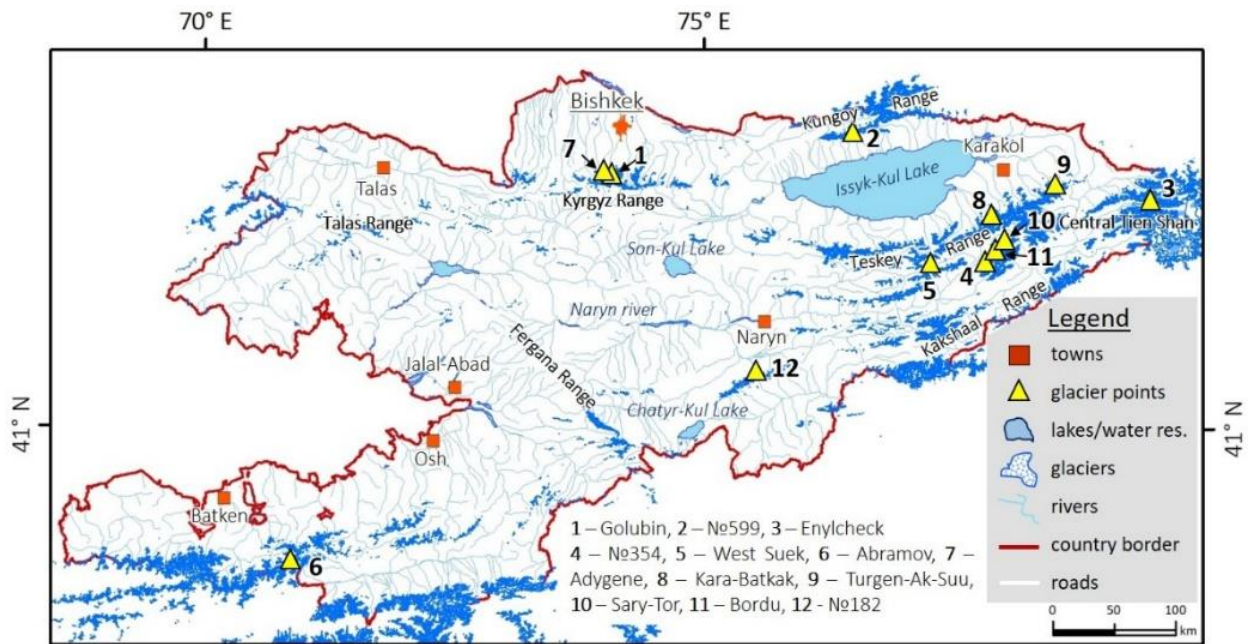 70° E
75° E
Bishkek
Kungoy Range
2
7
1
Karakol
9
Talas
Issyk-Kul Lake
3
Kyrgyz Range
8
10
Central Tien Shan
Talas Range
Son-Kul Lake
Teskey Range
5
4
11
Naryn river
Naryn
Kakshaal Range
Fergana Range
Jalal-Abad
12
Chatyr-Kul Lake
41° N
41° N
Osh
Batken
6
1 – Golubin, 2 – №599, 3 – Enylcheck
4 – №354, 5 – West Suek, 6 – Abramov, 7 –
Adygene, 8 – Kara-Batkak, 9 – Turgen-Ak-Suu,
10 – Sary-Tor, 11 – Bordu, 12 - №182
Legend
towns
glacier points
lakes/water res.
glaciers
rivers
country border
roads
0 50 100
km